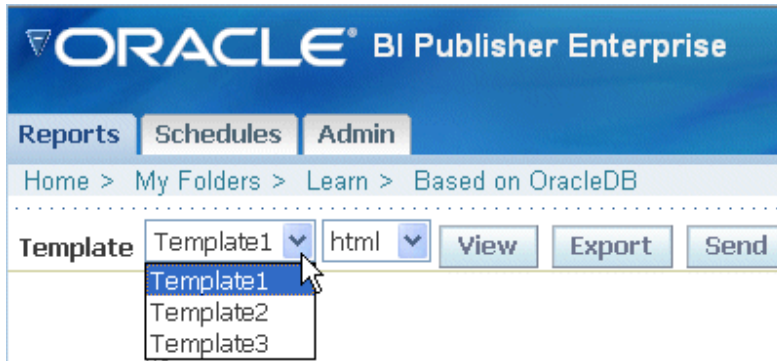 ORACLE® BI Publisher Enterprise
Reports Schedules Admin
Home > My Folders > Learn > Based on OracleDB
Template Template1 html View Export Send
Template1
Template2
Template3